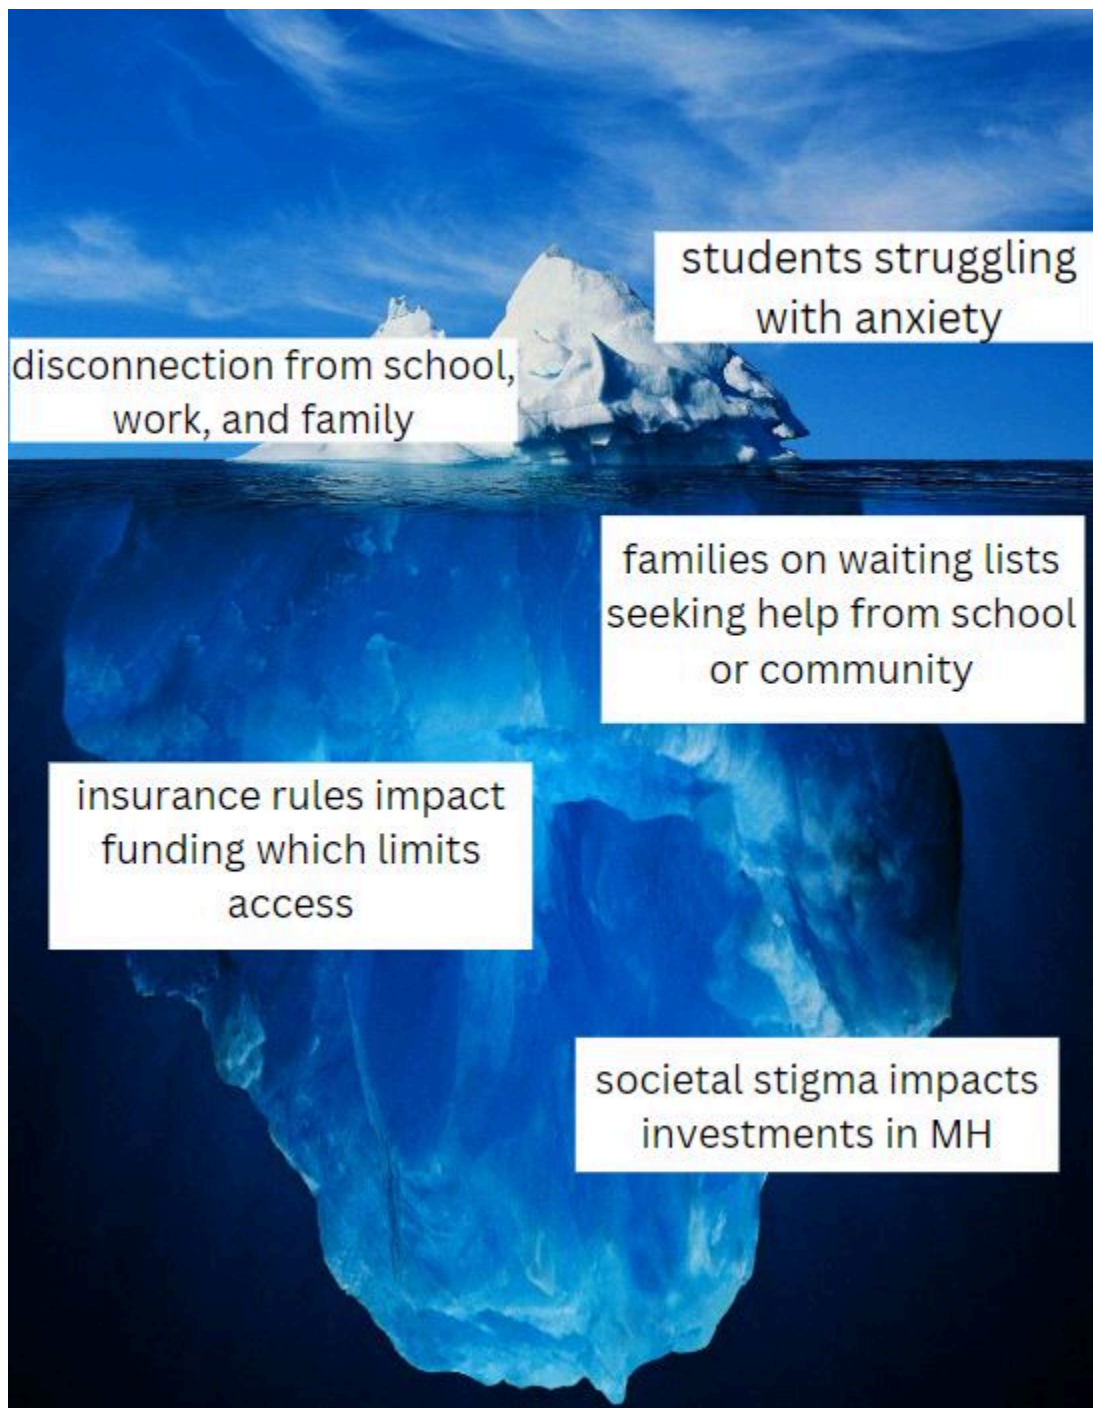 students struggling
with anxiety
disconnection from school,
work, and family
families on waiting lists
seeking help from school
or community
insurance rules impact
funding which limits
access
societal stigma impacts
investments in MH